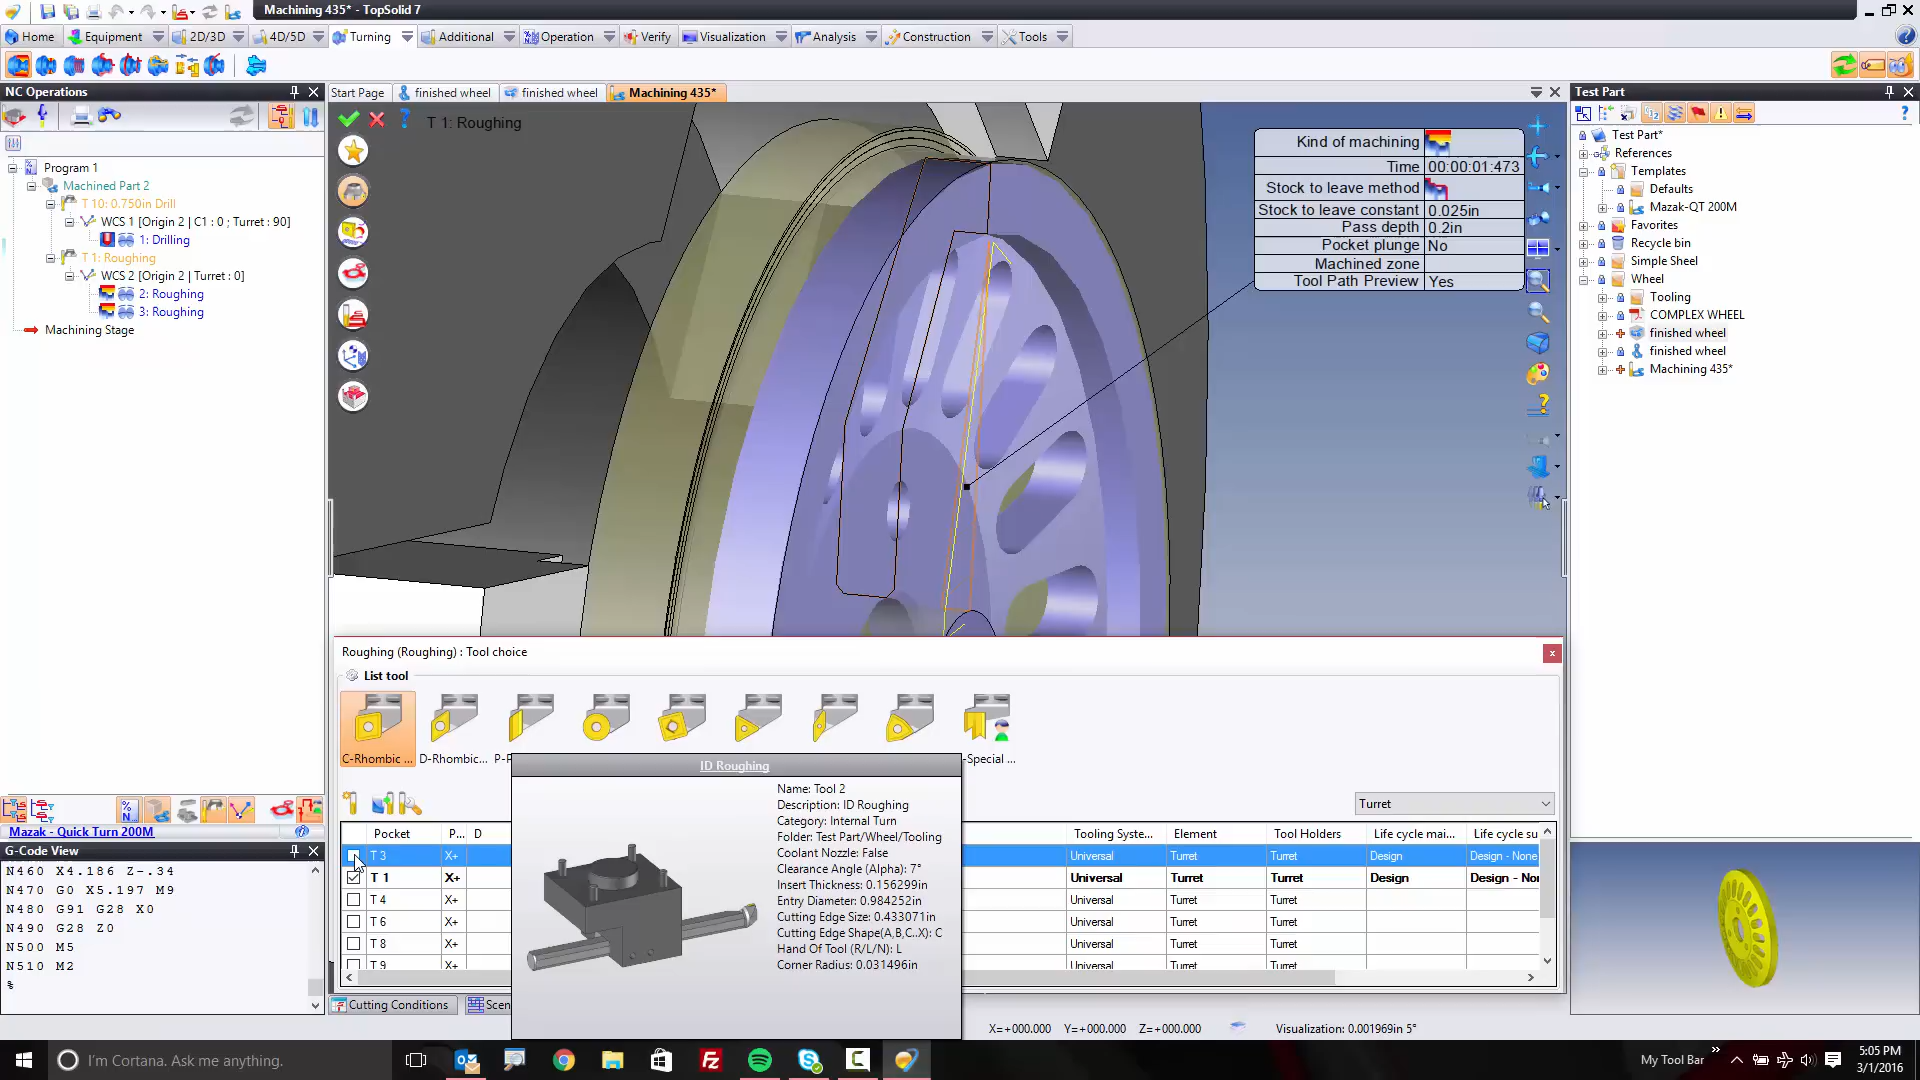 Machining 435* - TopSolid 7
Home Equipment 2D/3D 4D/5D Turning Additional Operation Verify Visualization Analysis Construction Tools
NC Operations
Start Page finished wheel finished wheel Machining 435*
Test Part
T 1: Roughing
Program 1
Machined Part 2
T 10: 0.750in Drill
WCS 1 [Origin 2 | C1 : 0 ; Turret : 90]
1: Drilling
T 1: Roughing
WCS 2 [Origin 2 | Turret : 0]
2: Roughing
3: Roughing
Machining Stage
Kind of machining
Time 00:00:01:473
Stock to leave method
Stock to leave constant 0.025in
Pass depth 0.2in
Pocket plunge No
Machined zone
Tool Path Preview Yes
Test Part*
References
Templates
Defaults
Mazak-QT 200M
Favorites
Recycle bin
Simple Sheel
Wheel
Tooling
COMPLEX WHEEL
finished wheel
finished wheel
Machining 435*
Roughing (Roughing) : Tool choice
List tool
C-Rhombic ... D-Rhombic... P-P -Special ...
Turret
Pocket P... D Tooling Syste... Element Tool Holders Life cycle mai... Life cycle su
T 3 X+ Universal Turret Turret Design Design - None
T 1 X+ Universal Turret Turret Design Design - Non
T 4 X+ Universal Turret Turret
T 6 X+ Universal Turret Turret
T 8 X+ Universal Turret Turret
T 9 X+ Universal Turret Turret
ID Roughing
Name: Tool 2
Description: ID Roughing
Category: Internal Turn
Folder: Test Part/Wheel/Tooling
Coolant Nozzle: False
Clearance Angle (Alpha): 7°
Insert Thickness: 0.156299in
Entry Diameter: 0.984252in
Cutting Edge Size: 0.433071in
Cutting Edge Shape(A,B,C..X): C
Hand Of Tool (R/L/N): L
Corner Radius: 0.031496in
Mazak - Quick Turn 200M
G-Code View
N460 X4.186 Z-.34
N470 G0 X5.197 M9
N480 G91 G28 X0
N490 G28 Z0
N500 M5
N510 M2
%
Cutting Conditions Scen
X=+000.000 Y=+000.000 Z=+000.000 Visualization: 0.001969in 5°
I'm Cortana. Ask me anything.
My Tool Bar
5:05 PM
3/1/2016